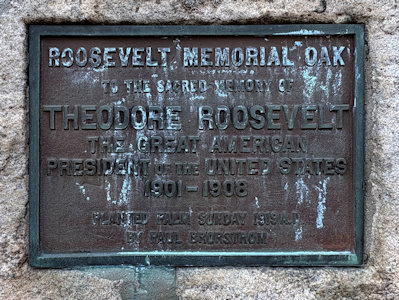 ROOSEVELT MEMORIAL OAK
TO THE SACRED MEMORY OF
THEODORE ROOSEVELT
THE GREAT AMERICAN
PRESIDENT OF THE UNITED STATES
1901-1908
PLANTED PALM SUNDAY 1919 A.D.
BY PAUL BRORSTROM